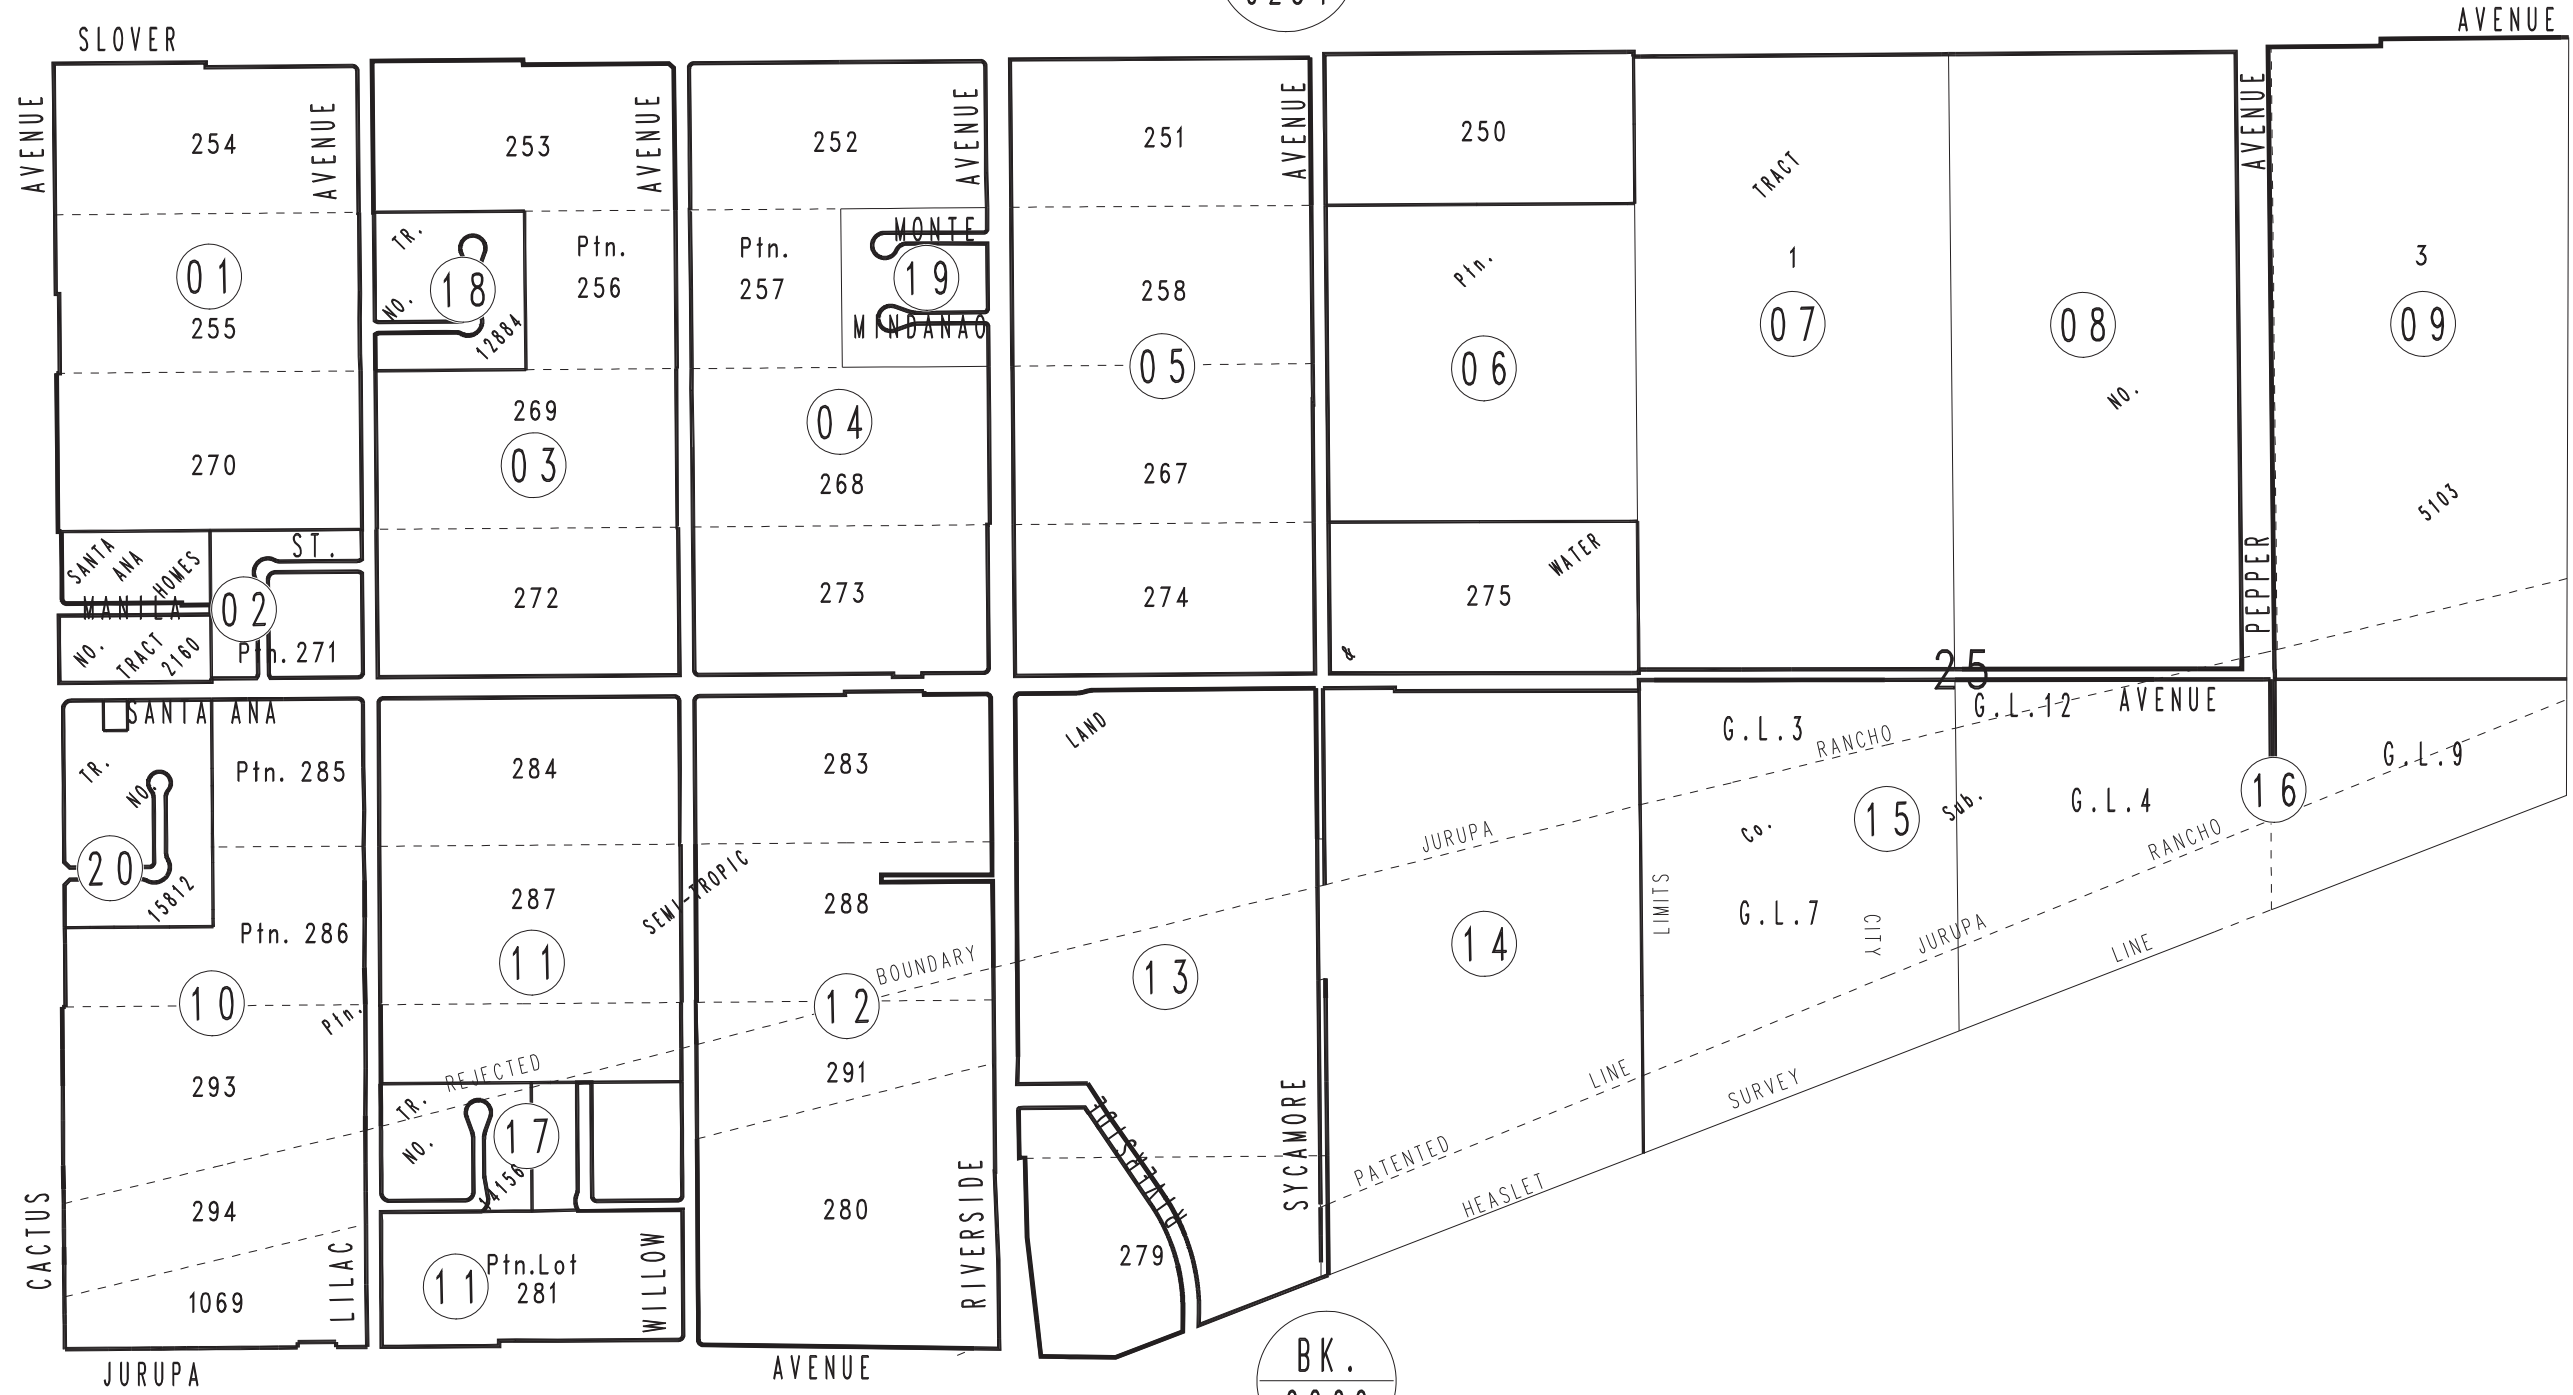 SLOVER
AVENUE
AVENUE
AVENUE
AVENUE
AVENUE
AVENUE
AVENUE
254
253
252
251
250
TRACT
TR.
Ptn.
256
Ptn.
257
MONTE
19
Ptn.
1
3
01
255
18
NO.
12884
MINDANAO
258
05
06
07
08
09
NO.
269
03
04
268
270
267
5103
SANTA
ANA
HOMES
ST.
MANILA
02
NO.
TRACT
2160
Ptn. 271
272
273
274
275
WATER
&
PEPPER
25
SANTA ANA
AVENUE
TR.
NO.
20
15812
Ptn. 285
Ptn. 286
284
283
LAND
G.L.3
G.L.12
RANCHO
G.L.9
287
SEMI-TROPIC
288
JURUPA
Co.
15
Sub.
G.L.4
16
RANCHO
LIMITS
G.L.7
CITY
JURUPA
LINE
10
Ptn.
11
12
BOUNDARY
13
14
293
REJECTED
291
TR.
NO.
17
14156
LINE
SURVEY
PATENTED
HEASLET
SYCAMORE
RIVERSIDE
CACTUS
294
1069
LILAC
11
Ptn.Lot
281
WILLOW
280
RIVERSIDE
279
JURUPA
AVENUE
BK.